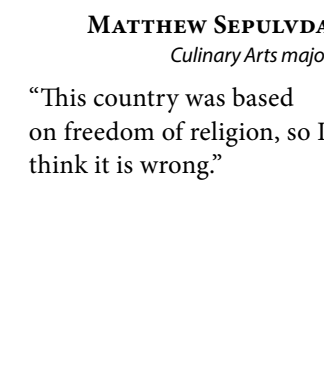 MATTHEW SEPULVDA
Culinary Arts majo
“This country was based
on freedom of religion, so I
think it is wrong.”